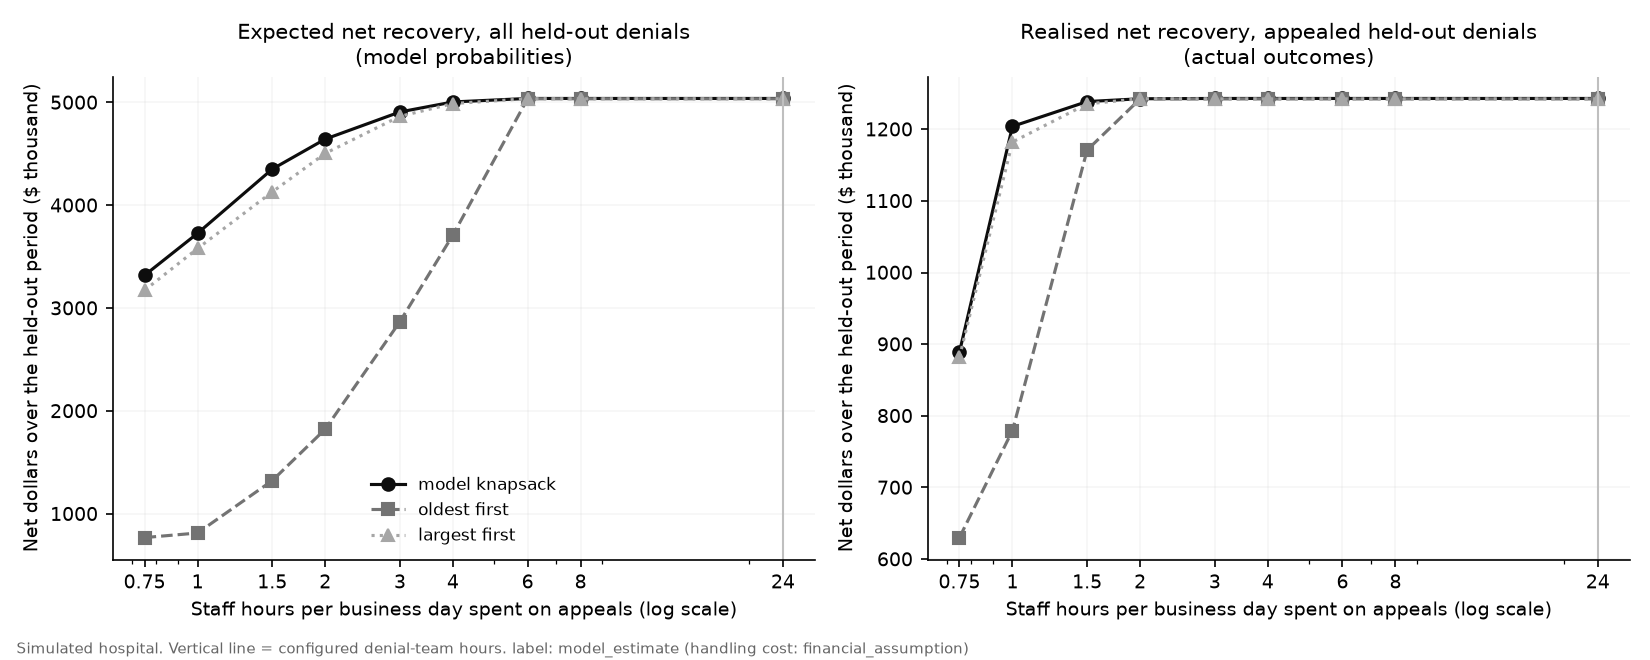 Expected net recovery, all held-out denials
(model probabilities)
Net dollars over the held-out period ($ thousand)
5000
4000
3000
2000
1000
model knapsack
oldest first
largest first
0.75 1 1.5 2 3 4 6 8 24
Staff hours per business day spent on appeals (log scale)
Realised net recovery, appealed held-out denials
(actual outcomes)
Net dollars over the held-out period ($ thousand)
1200
1100
1000
900
800
700
600
0.75 1 1.5 2 3 4 6 8 24
Staff hours per business day spent on appeals (log scale)
Simulated hospital. Vertical line = configured denial-team hours. label: model_estimate (handling cost: financial_assumption)